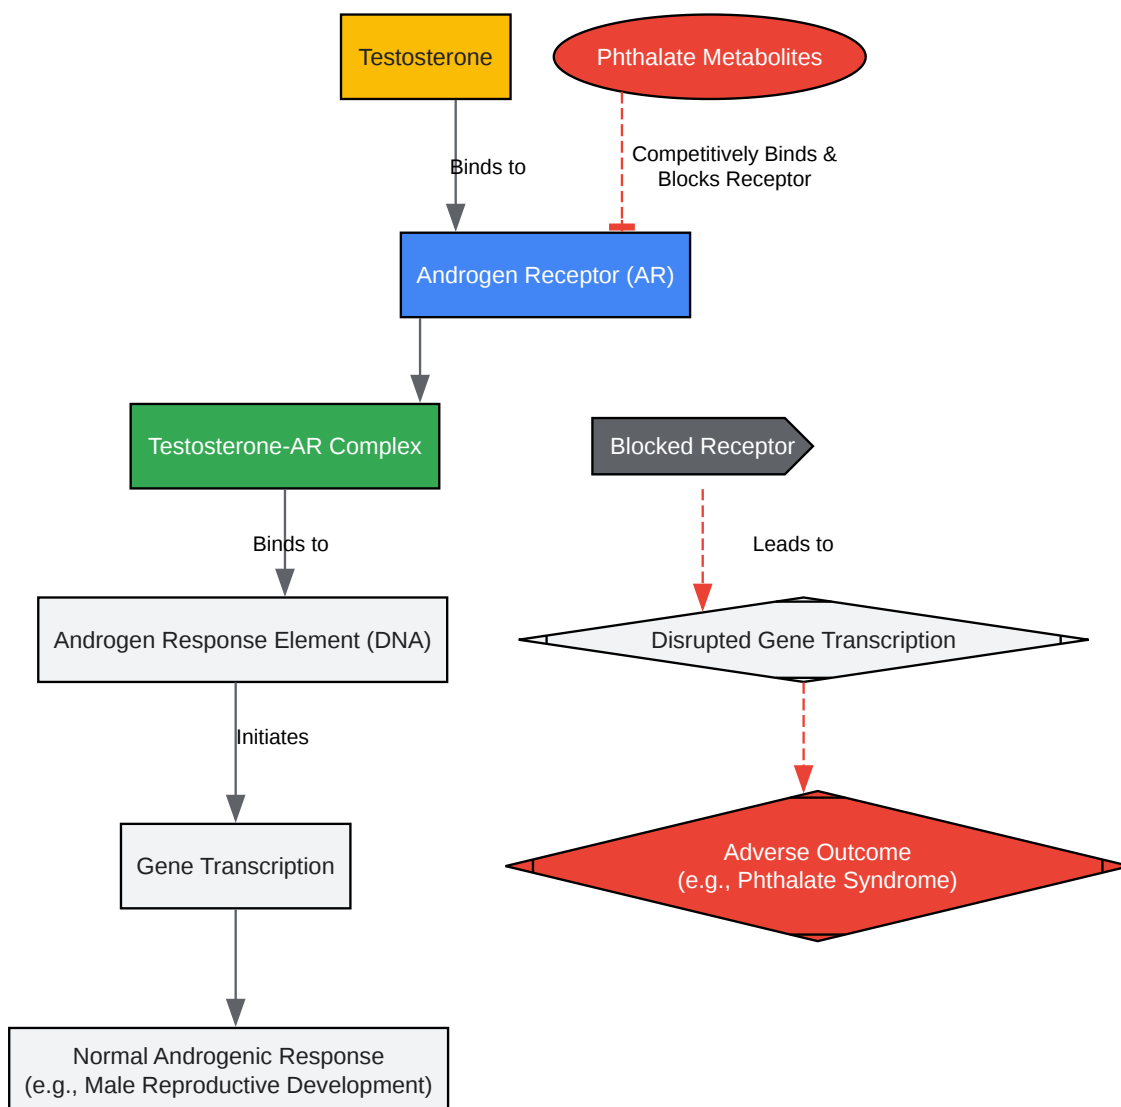 Testosterone
Phthalate Metabolites
Binds to
Competitively Binds &
Blocks Receptor
Androgen Receptor (AR)
Testosterone-AR Complex
Blocked Receptor
Binds to
Leads to
Androgen Response Element (DNA)
Disrupted Gene Transcription
Initiates
Gene Transcription
Adverse Outcome
(e.g., Phthalate Syndrome)
Normal Androgenic Response
(e.g., Male Reproductive Development)